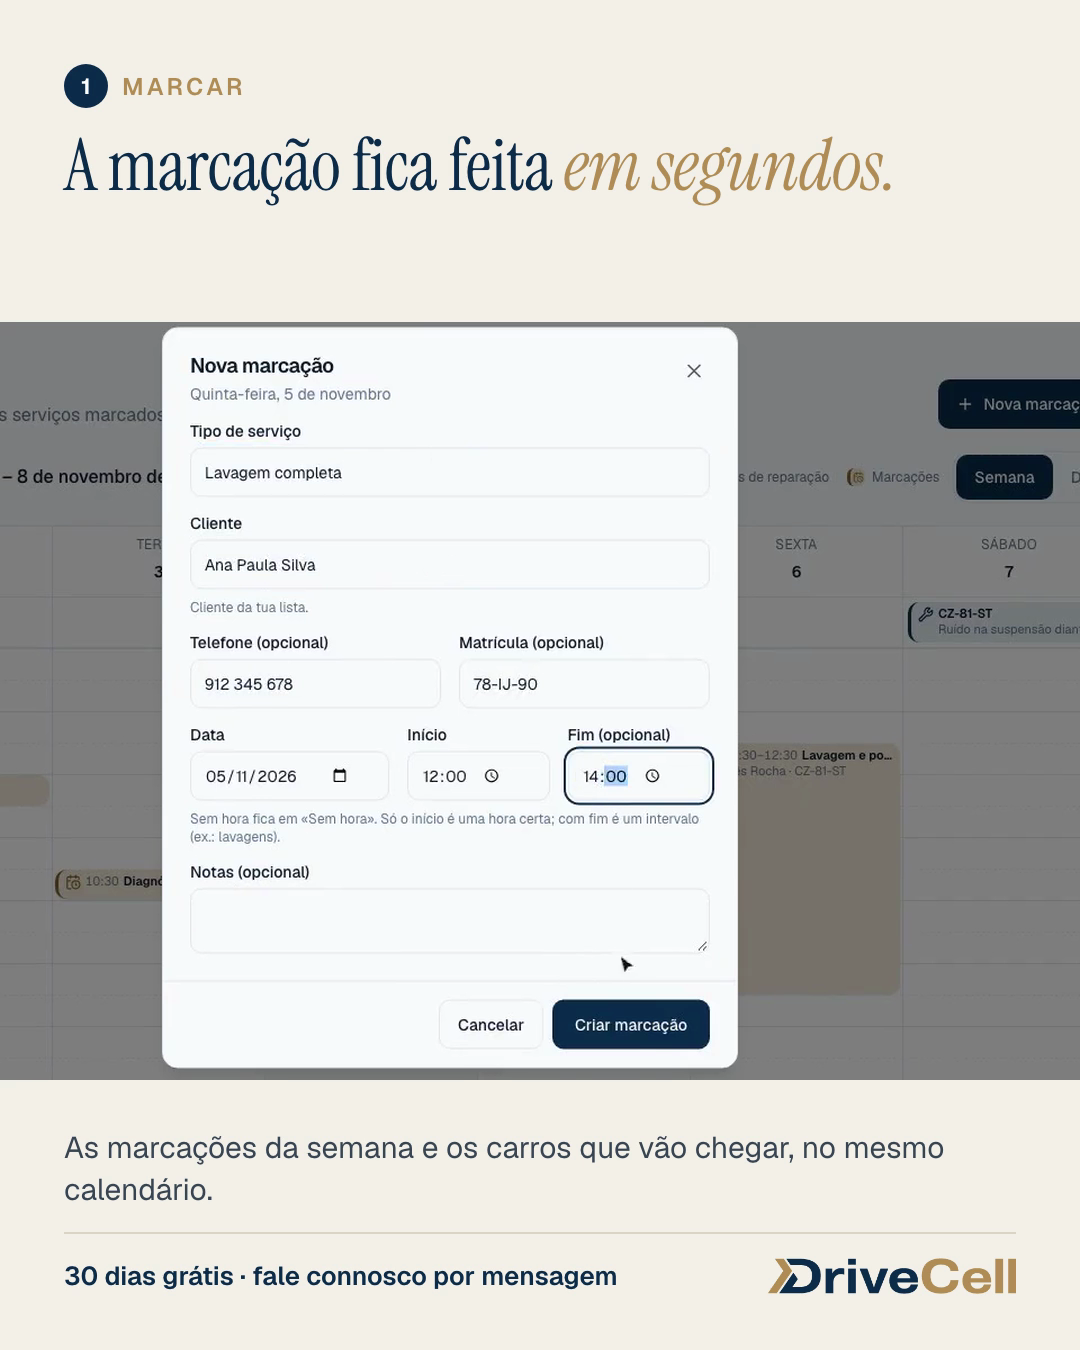 1 MARCAR
A marcação fica feita em segundos.
s serviços marcados
Nova marcaç
– 8 de novembro de
s de reparação
Marcações
Semana
D
TER
3
SEXTA
6
SÁBADO
7
CZ-81-ST
Ruído na suspensão dian
:30–12:30 Lavagem e po...
s Rocha · CZ-81-ST
10:30 Diagnó
Nova marcação
Quinta-feira, 5 de novembro
Tipo de serviço
Lavagem completa
Cliente
Ana Paula Silva
Cliente da tua lista.
Telefone (opcional)
Matrícula (opcional)
912 345 678
78-IJ-90
Data
Início
Fim (opcional)
05/11/2026
12:00
14:00
Sem hora fica em «Sem hora». Só o início é uma hora certa; com fim é um intervalo
(ex.: lavagens).
Notas (opcional)
Cancelar
Criar marcação
As marcações da semana e os carros que vão chegar, no mesmo
calendário.
30 dias grátis · fale connosco por mensagem
DriveCell